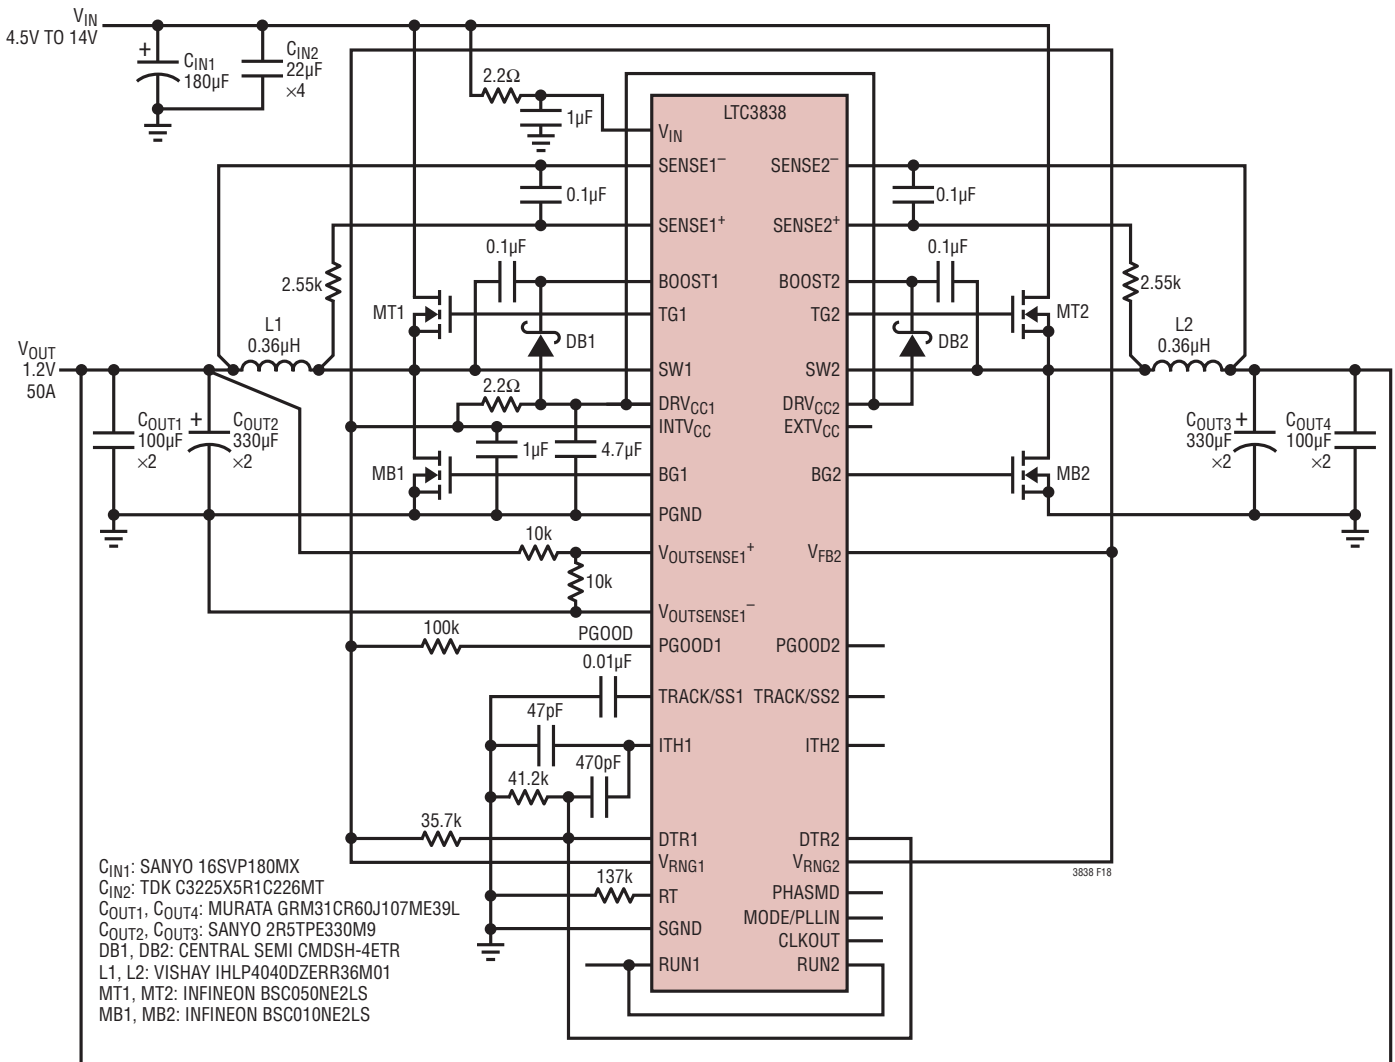 VIN
4.5V TO 14V
+
CIN1
180µF
CIN2
22µF
×4
2.2Ω
1µF
LTC3838
VIN
SENSE1–
SENSE2–
0.1µF
0.1µF
SENSE1+
SENSE2+
0.1µF
0.1µF
2.55k
BOOST1
BOOST2
2.55k
MT1
TG1
TG2
MT2
L1
0.36µH
DB1
DB2
L2
0.36µH
VOUT
1.2V
50A
SW1
SW2
2.2Ω
DRVCC1
DRVCC2
INTVCC
EXTVCC
COUT1
100µF
×2
+
COUT2
330µF
×2
1µF
4.7µF
COUT3
330µF
×2
+
COUT4
100µF
×2
MB1
BG1
BG2
MB2
PGND
10k
VOUTSENSE1+
VFB2
10k
VOUTSENSE1–
100k
PGOOD
PGOOD1
PGOOD2
0.01µF
TRACK/SS1
TRACK/SS2
47pF
ITH1
ITH2
470pF
41.2k
35.7k
DTR1
DTR2
VRNG1
VRNG2
3838 F18
137k
RT
PHASMD
MODE/PLLIN
SGND
CLKOUT
RUN1
RUN2
CIN1: SANYO 16SVP180MX
CIN2: TDK C3225X5R1C226MT
COUT1, COUT4: MURATA GRM31CR60J107ME39L
COUT2, COUT3: SANYO 2R5TPE330M9
DB1, DB2: CENTRAL SEMI CMDSH-4ETR
L1, L2: VISHAY IHLP4040DZERR36M01
MT1, MT2: INFINEON BSC050NE2LS
MB1, MB2: INFINEON BSC010NE2LS